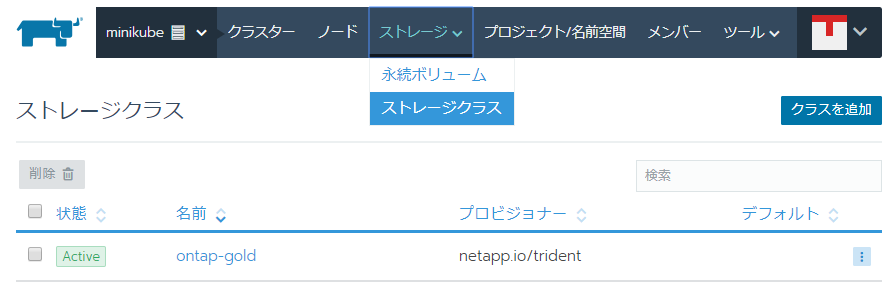 minikube クラスター ノード ストレージ プロジェクト/名前空間 メンバー ツール
永続ボリューム
ストレージクラス
ストレージクラス クラスを追加
削除 検索
状態 名前 プロビジョナー デフォルト
Active ontap-gold netapp.io/trident